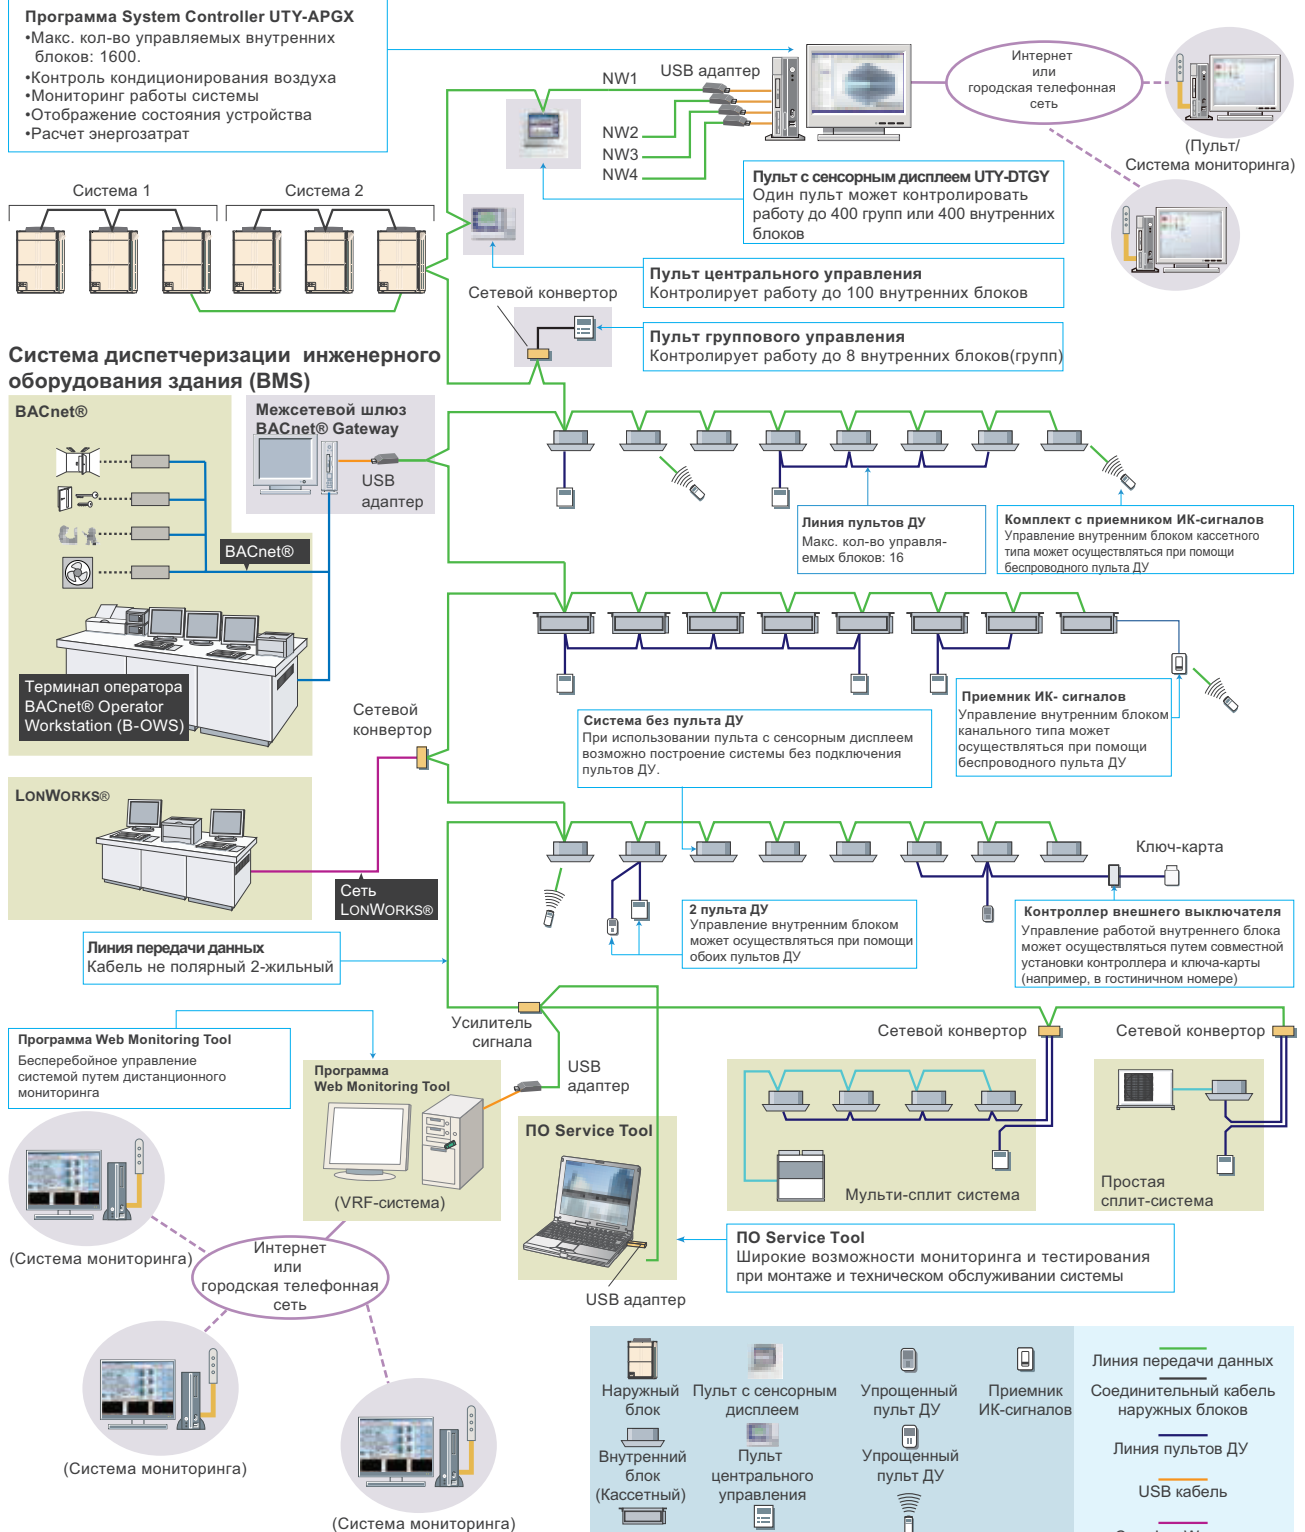 Программа System Controller UTY-APGX
•Макс. кол-во управляемых внутренних
блоков: 1600.
•Контроль кондиционирования воздуха
•Мониторинг работы системы
•Отображение состояния устройства
•Расчет энергозатрат
NW1
USB адаптер
NW2
NW3
NW4
Интернет
или
городская телефонная
сеть
(Пульт/
Система мониторинга)
Пульт с сенсорным дисплеем UTY-DTGY
Один пульт может контролировать
работу до 400 групп или 400 внутренних
блоков
Система 1
Система 2
Пульт центрального управления
Контролирует работу до 100 внутренних блоков
Сетевой конвертор
Пульт группового управления
Контролирует работу до 8 внутренних блоков(групп)
Система диспетчеризации инженерного
оборудования здания (BMS)
BACnet®
Межсетевой шлюз
BACnet® Gateway
USB
адаптер
BACnet®
Линия пультов ДУ
Макс. кол-во управля-
емых блоков: 16
Комплект с приемником ИК-сигналов
Управление внутренним блоком кассетного
типа может осуществляться при помощи
беспроводного пульта ДУ
Терминал оператора
BACnet® Operator
Workstation (B-OWS)
Сетевой
конвертор
Приемник ИК- сигналов
Управление внутренним блоком
канального типа может
осуществляться при помощи
беспроводного пульта ДУ
Система без пульта ДУ
При использовании пульта с сенсорным дисплеем
возможно построение системы без подключения
пультов ДУ.
LONWORKS®
Сеть
LONWORKS®
Ключ-карта
2 пульта ДУ
Управление внутренним блоком
может осуществляться при помощи
обоих пультов ДУ
Контроллер внешнего выключателя
Управление работой внутреннего блока
может осуществляться путем совместной
установки контроллера и ключа-карты
(например, в гостиничном номере)
Линия передачи данных
Кабель не полярный 2-жильный
Усилитель
сигнала
Сетевой конвертор
Сетевой конвертор
Программа Web Monitoring Tool
Бесперебойное управление
системой путем дистанционного
мониторинга
Программа
Web Monitoring Tool
USB
адаптер
(VRF-система)
ПО Service Tool
Мульти-сплит система
Простая
сплит-система
(Система мониторинга)
Интернет
или
городская телефонная
сеть
ПО Service Tool
Широкие возможности мониторинга и тестирования
при монтаже и техническом обслуживании системы
USB адаптер
(Система мониторинга)
(Система мониторинга)
Наружный
блок
Пульт с сенсорным
дисплеем
Упрощенный
пульт ДУ
Приемник
ИК-сигналов
Линия передачи данных
Соединительный кабель
наружных блоков
Внутренний
блок
(Кассетный)
Пульт
центрального
управления
Упрощенный
пульт ДУ
Линия пультов ДУ
USB кабель